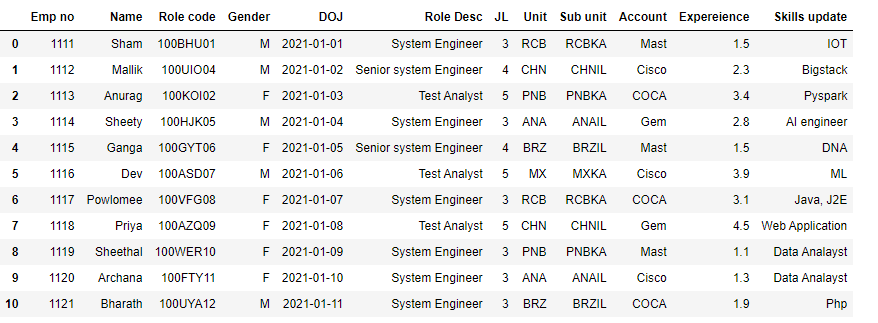 Emp no Name Role code Gender DOJ Role Desc JL Unit Sub unit Account Expereience Skills update
0 1111 Sham 100BHU01 M 2021-01-01 System Engineer 3 RCB RCBKA Mast 1.5 IOT
1 1112 Mallik 100UIO04 M 2021-01-02 Senior system Engineer 4 CHN CHNIL Cisco 2.3 Bigstack
2 1113 Anurag 100KOI02 F 2021-01-03 Test Analyst 5 PNB PNBKA COCA 3.4 Pyspark
3 1114 Sheety 100HJK05 M 2021-01-04 System Engineer 3 ANA ANAIL Gem 2.8 AI engineer
4 1115 Ganga 100GYT06 F 2021-01-05 Senior system Engineer 4 BRZ BRZIL Mast 1.5 DNA
5 1116 Dev 100ASD07 M 2021-01-06 Test Analyst 5 MX MXKA Cisco 3.9 ML
6 1117 Powlomee 100VFG08 F 2021-01-07 System Engineer 3 RCB RCBKA COCA 3.1 Java, J2E
7 1118 Priya 100AZQ09 F 2021-01-08 Test Analyst 5 CHN CHNIL Gem 4.5 Web Application
8 1119 Sheethal 100WER10 F 2021-01-09 System Engineer 3 PNB PNBKA Mast 1.1 Data Analayst
9 1120 Archana 100FTY11 F 2021-01-10 System Engineer 3 ANA ANAIL Cisco 1.3 Data Analayst
10 1121 Bharath 100UYA12 M 2021-01-11 System Engineer 3 BRZ BRZIL COCA 1.9 Php